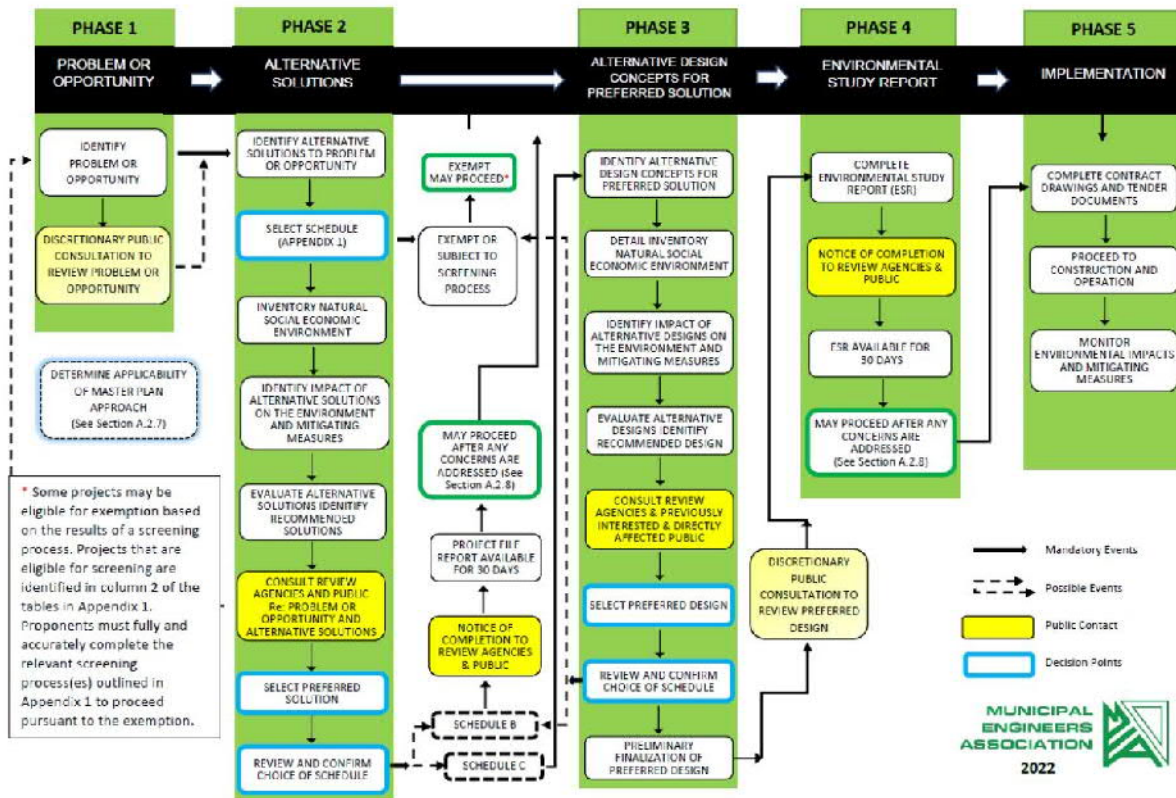 PHASE 1
PHASE 2
PHASE 3
PHASE 4
PHASE 5
PROBLEM OR
OPPORTUNITY
ALTERNATIVE
SOLUTIONS
ALTERNATIVE DESIGN
CONCEPTS FOR
PREFERRED SOLUTION
ENVIRONMENTAL
STUDY REPORT
IMPLEMENTATION
IDENTIFY
PROBLEM OR
OPPORTUNITY
DISCRETIONARY PUBLIC
CONSULTATION TO
REVIEW PROBLEM OR
OPPORTUNITY
DETERMINE APPLICABILITY
OF MASTER PLAN
APPROACH
(See Section A.2.7)
* Some projects may be
eligible for exemption based
on the results of a screening
process. Projects that are
eligible for screening are
identified in column 2 of the
tables in Appendix 1.
Proponents must fully and
accurately complete the
relevant screening
process(es) outlined in
Appendix 1 to proceed
pursuant to the exemption.
IDENTIFY ALTERNATIVE
SOLUTIONS TO PROBLEM
OR OPPORTUNITY
SELECT SCHEDULE
(APPENDIX 1)
INVENTORY NATURAL
SOCIAL ECONOMIC
ENVIRONMENT
IDENTIFY IMPACT OF
ALTERNATIVE SOLUTIONS
ON THE ENVIRONMENT
AND MITIGATING
MEASURES
EVALUATE ALTERNATIVE
SOLUTIONS IDENITIFY
RECOMMENDED
SOLUTIONS
CONSULT REVIEW
AGENCIES AND PUBLIC
Re: PROBLEM OR
OPPORTUNITY AND
ALTERNATIVE SOLUTIONS
SELECT PREFERRED
SOLUTION
REVIEW AND CONFIRM
CHOICE OF SCHEDULE
EXEMPT
MAY PROCEED*
EXEMPT OR
SUBJECT TO
SCREENING
PROCESS
MAY PROCEED
AFTER ANY
CONCERNS ARE
ADDRESSED (See
Section A.2.8)
PROJECT FILE
REPORT AVAILABLE
FOR 30 DAYS
NOTICE OF
COMPLETION TO
REVIEW AGENCIES
& PUBLIC
SCHEDULE B
SCHEDULE C
IDENTIFY ALTERNATIVE
DESIGN CONCEPTS FOR
PREFERRED SOLUTION
DETAIL INVENTORY
NATURAL SOCIAL
ECONOMIC ENVIRONMENT
IDENTIFY IMPACT OF
ALTERNATIVE DESIGNS ON
THE ENVIRONMENT AND
MITIGATING MEASURES
EVALUATE ALTERNATIVE
DESIGNS IDENITIFY
RECOMMENDED DESIGN
CONSULT REVIEW
AGENCIES & PREVIOUSLY
INTERESTED & DIRECTLY
AFFECTED PUBLIC
SELECT PREFERRED DESIGN
REVIEW AND CONFIRM
CHOICE OF SCHEDULE
PRELIMINARY
FINALIZATION OF
PREFERRED DESIGN
DISCRETIONARY
PUBLIC
CONSULTATION TO
REVIEW PREFERRED
DESIGN
COMPLETE
ENVIRONMENTAL STUDY
REPORT (ESR)
NOTICE OF COMPLETION
TO REVIEW AGENCIES &
PUBLIC
ESR AVAILABLE FOR
30 DAYS
MAY PROCEED AFTER ANY
CONCERNS ARE
ADDRESSED
(See Section A.2.8)
COMPLETE CONTRACT
DRAWINGS AND TENDER
DOCUMENTS
PROCEED TO
CONSTRUCTION AND
OPERATION
MONITOR
ENVIRONMENTAL IMPACTS
AND MITIGATING
MEASURES
Mandatory Events
Possible Events
Public Contact
Decision Points
MUNICIPAL
ENGINEERS
ASSOCIATION
2022